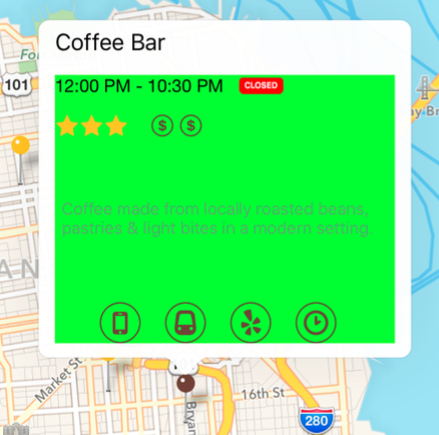 Coffee Bar
12:00 PM - 10:30 PM CLOSED
$ $
Coffee made from locally roasted beans,
pastries & light bites in a modern setting.
101
Market St
Bryan
16th St
280